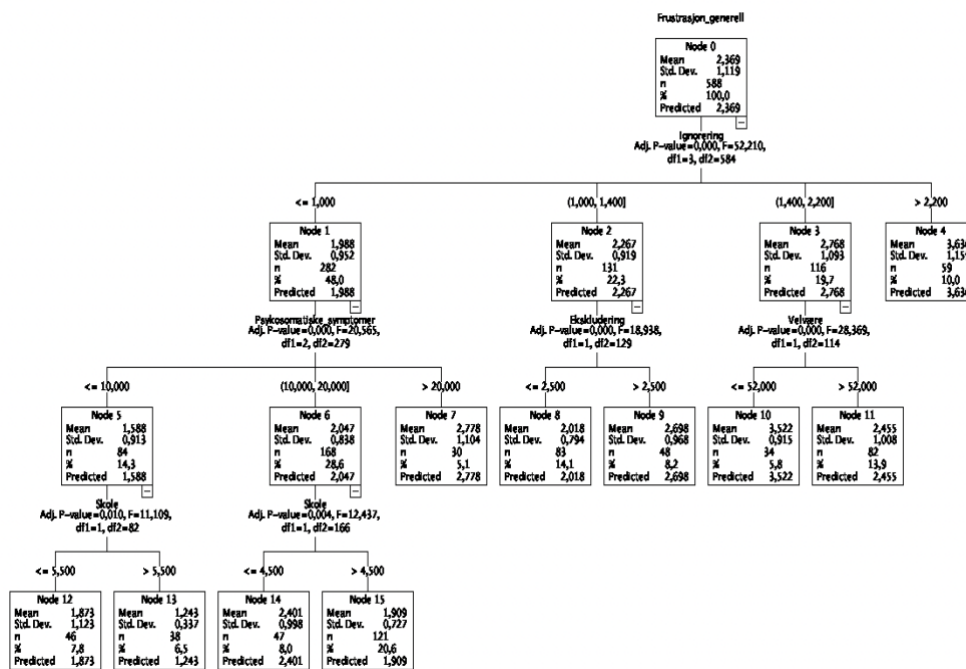 Frustrasjon_generell
Node 0
Mean 2,369
Std. Dev. 1,119
n 588
% 100,0
Predicted 2,369
Ignorering
Adj. P-value=0,000, F=52,210,
df1=3, df2=584
<= 1,000
(1,000, 1,400]
(1,400, 2,200]
> 2,200
Node 1
Mean 1,988
Std. Dev. 0,952
n 282
% 48,0
Predicted 1,988
Node 2
Mean 2,267
Std. Dev. 0,919
n 131
% 22,3
Predicted 2,267
Node 3
Mean 2,768
Std. Dev. 1,093
n 116
% 19,7
Predicted 2,768
Node 4
Mean 3,63
Std. Dev. 1,15
n 59
% 10,0
Predicted 3,63
Psykosomatiske_symptomer
Adj. P-value=0,000, F=20,565,
df1=2, df2=279
Ekskludering
Adj. P-value=0,000, F=18,938,
df1=1, df2=129
Velvære
Adj. P-value=0,000, F=28,369,
df1=1, df2=114
<= 10,000
(10,000, 20,000]
> 20,000
<= 2,500
> 2,500
<= 52,000
> 52,000
Node 5
Mean 1,588
Std. Dev. 0,913
n 84
% 14,3
Predicted 1,588
Node 6
Mean 2,047
Std. Dev. 0,838
n 168
% 28,6
Predicted 2,047
Node 7
Mean 2,778
Std. Dev. 1,104
n 30
% 5,1
Predicted 2,778
Node 8
Mean 2,018
Std. Dev. 0,794
n 83
% 14,1
Predicted 2,018
Node 9
Mean 2,698
Std. Dev. 0,968
n 48
% 8,2
Predicted 2,698
Node 10
Mean 3,522
Std. Dev. 0,915
n 34
% 5,8
Predicted 3,522
Node 11
Mean 2,455
Std. Dev. 1,008
n 82
% 13,9
Predicted 2,455
Skole
Adj. P-value=0,010, F=11,109,
df1=1, df2=82
Skole
Adj. P-value=0,004, F=12,437,
df1=1, df2=166
<= 5,500
> 5,500
<= 4,500
> 4,500
Node 12
Mean 1,873
Std. Dev. 1,123
n 46
% 7,8
Predicted 1,873
Node 13
Mean 1,243
Std. Dev. 0,337
n 38
% 6,5
Predicted 1,243
Node 14
Mean 2,401
Std. Dev. 0,998
n 47
% 8,0
Predicted 2,401
Node 15
Mean 1,909
Std. Dev. 0,727
n 121
% 20,6
Predicted 1,909